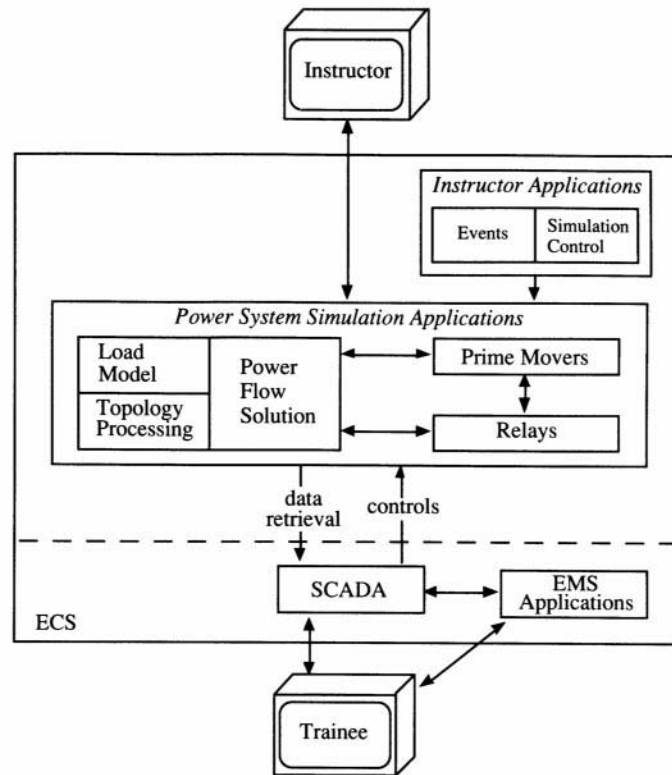 Instructor
Instructor Applications
Events
Simulation
Control
Power System Simulation Applications
Load
Model
Topology
Processing
Power
Flow
Solution
Prime Movers
Relays
data
retrieval
controls
SCADA
EMS
Applications
ECS
Trainee